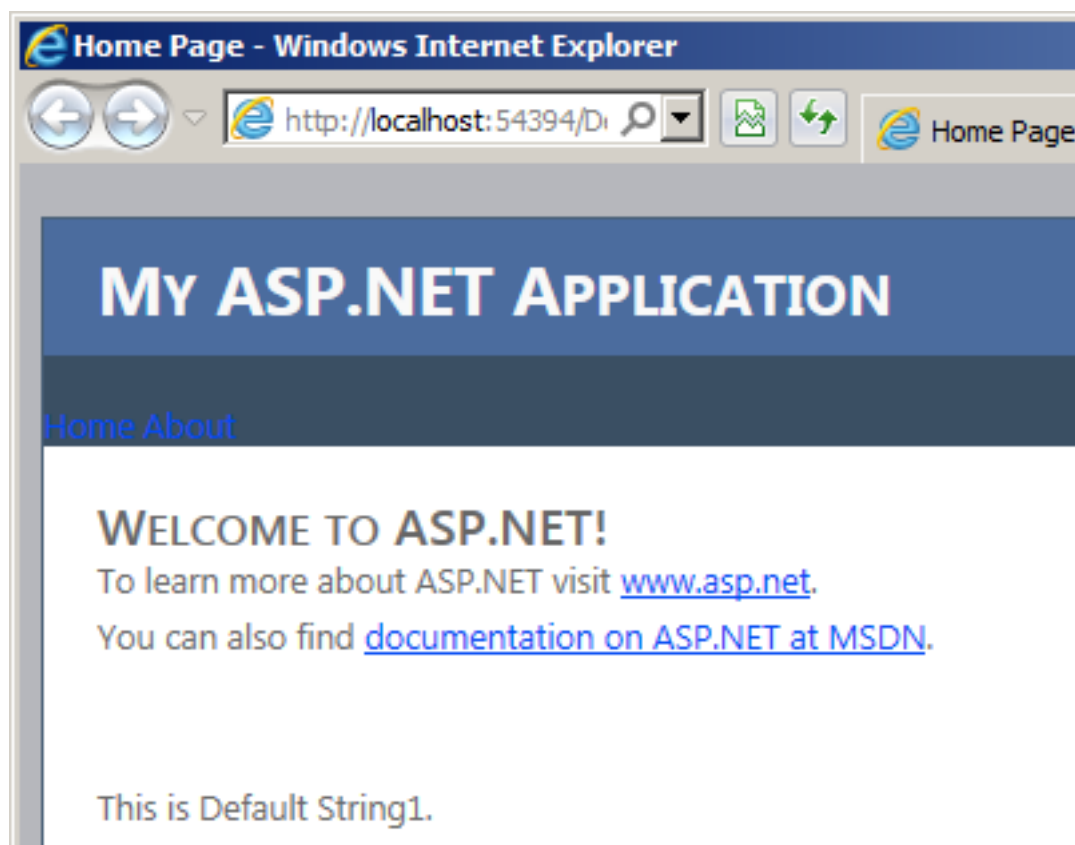 Home Page - Windows Internet Explorer
http://localhost:54394/D
Home Page
MY ASP.NET APPLICATION
Home About
WELCOME TO ASP.NET!
To learn more about ASP.NET visit www.asp.net.
You can also find documentation on ASP.NET at MSDN.
This is Default String1.